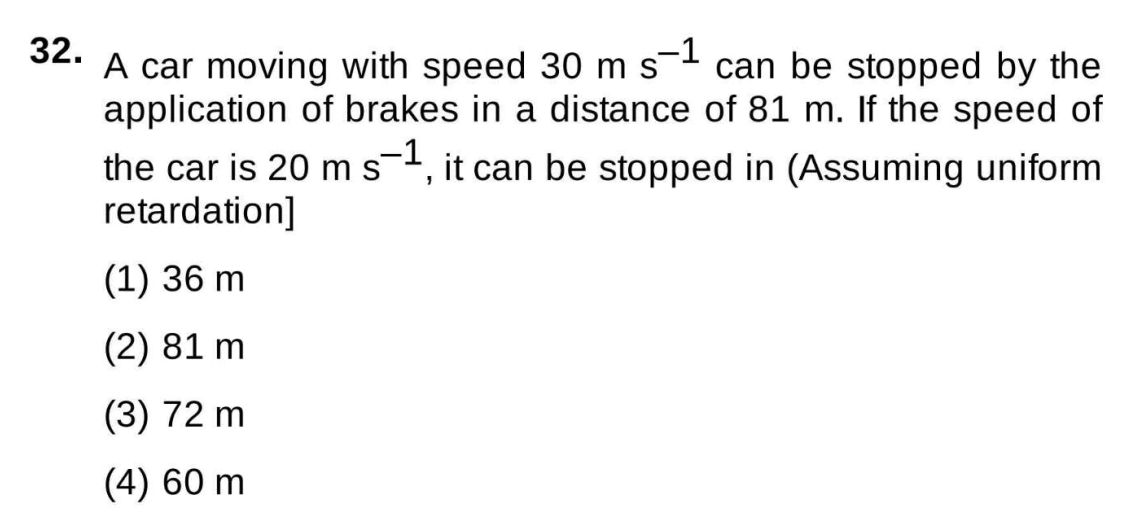 32. A car moving with speed 30 m s⁻¹ can be stopped by the
application of brakes in a distance of 81 m. If the speed of
the car is 20 m s⁻¹, it can be stopped in (Assuming uniform
retardation]
(1) 36 m
(2) 81 m
(3) 72 m
(4) 60 m